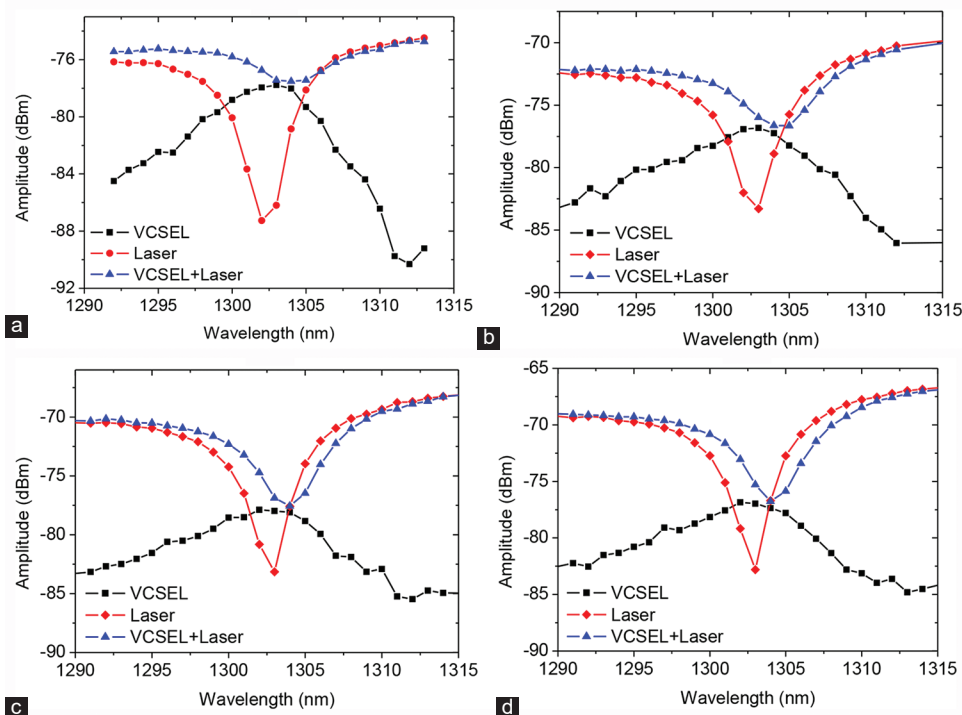 Amplitude (dBm)
-76
-80
-84
-88
-92
VCSEL
Laser
VCSEL+Laser
1290 1295 1300 1305 1310 1315
Wavelength (nm)
a
Amplitude (dBm)
-70
-75
-80
-85
-90
VCSEL
Laser
VCSEL+Laser
1290 1295 1300 1305 1310 1315
Wavelength (nm)
b
Amplitude (dBm)
-70
-75
-80
-85
-90
VCSEL
Laser
VCSEL+Laser
1290 1295 1300 1305 1310 1315
Wavelength (nm)
c
Amplitude (dBm)
-65
-70
-75
-80
-85
-90
VCSEL
Laser
VCSEL+Laser
1290 1295 1300 1305 1310 1315
Wavelength (nm)
d